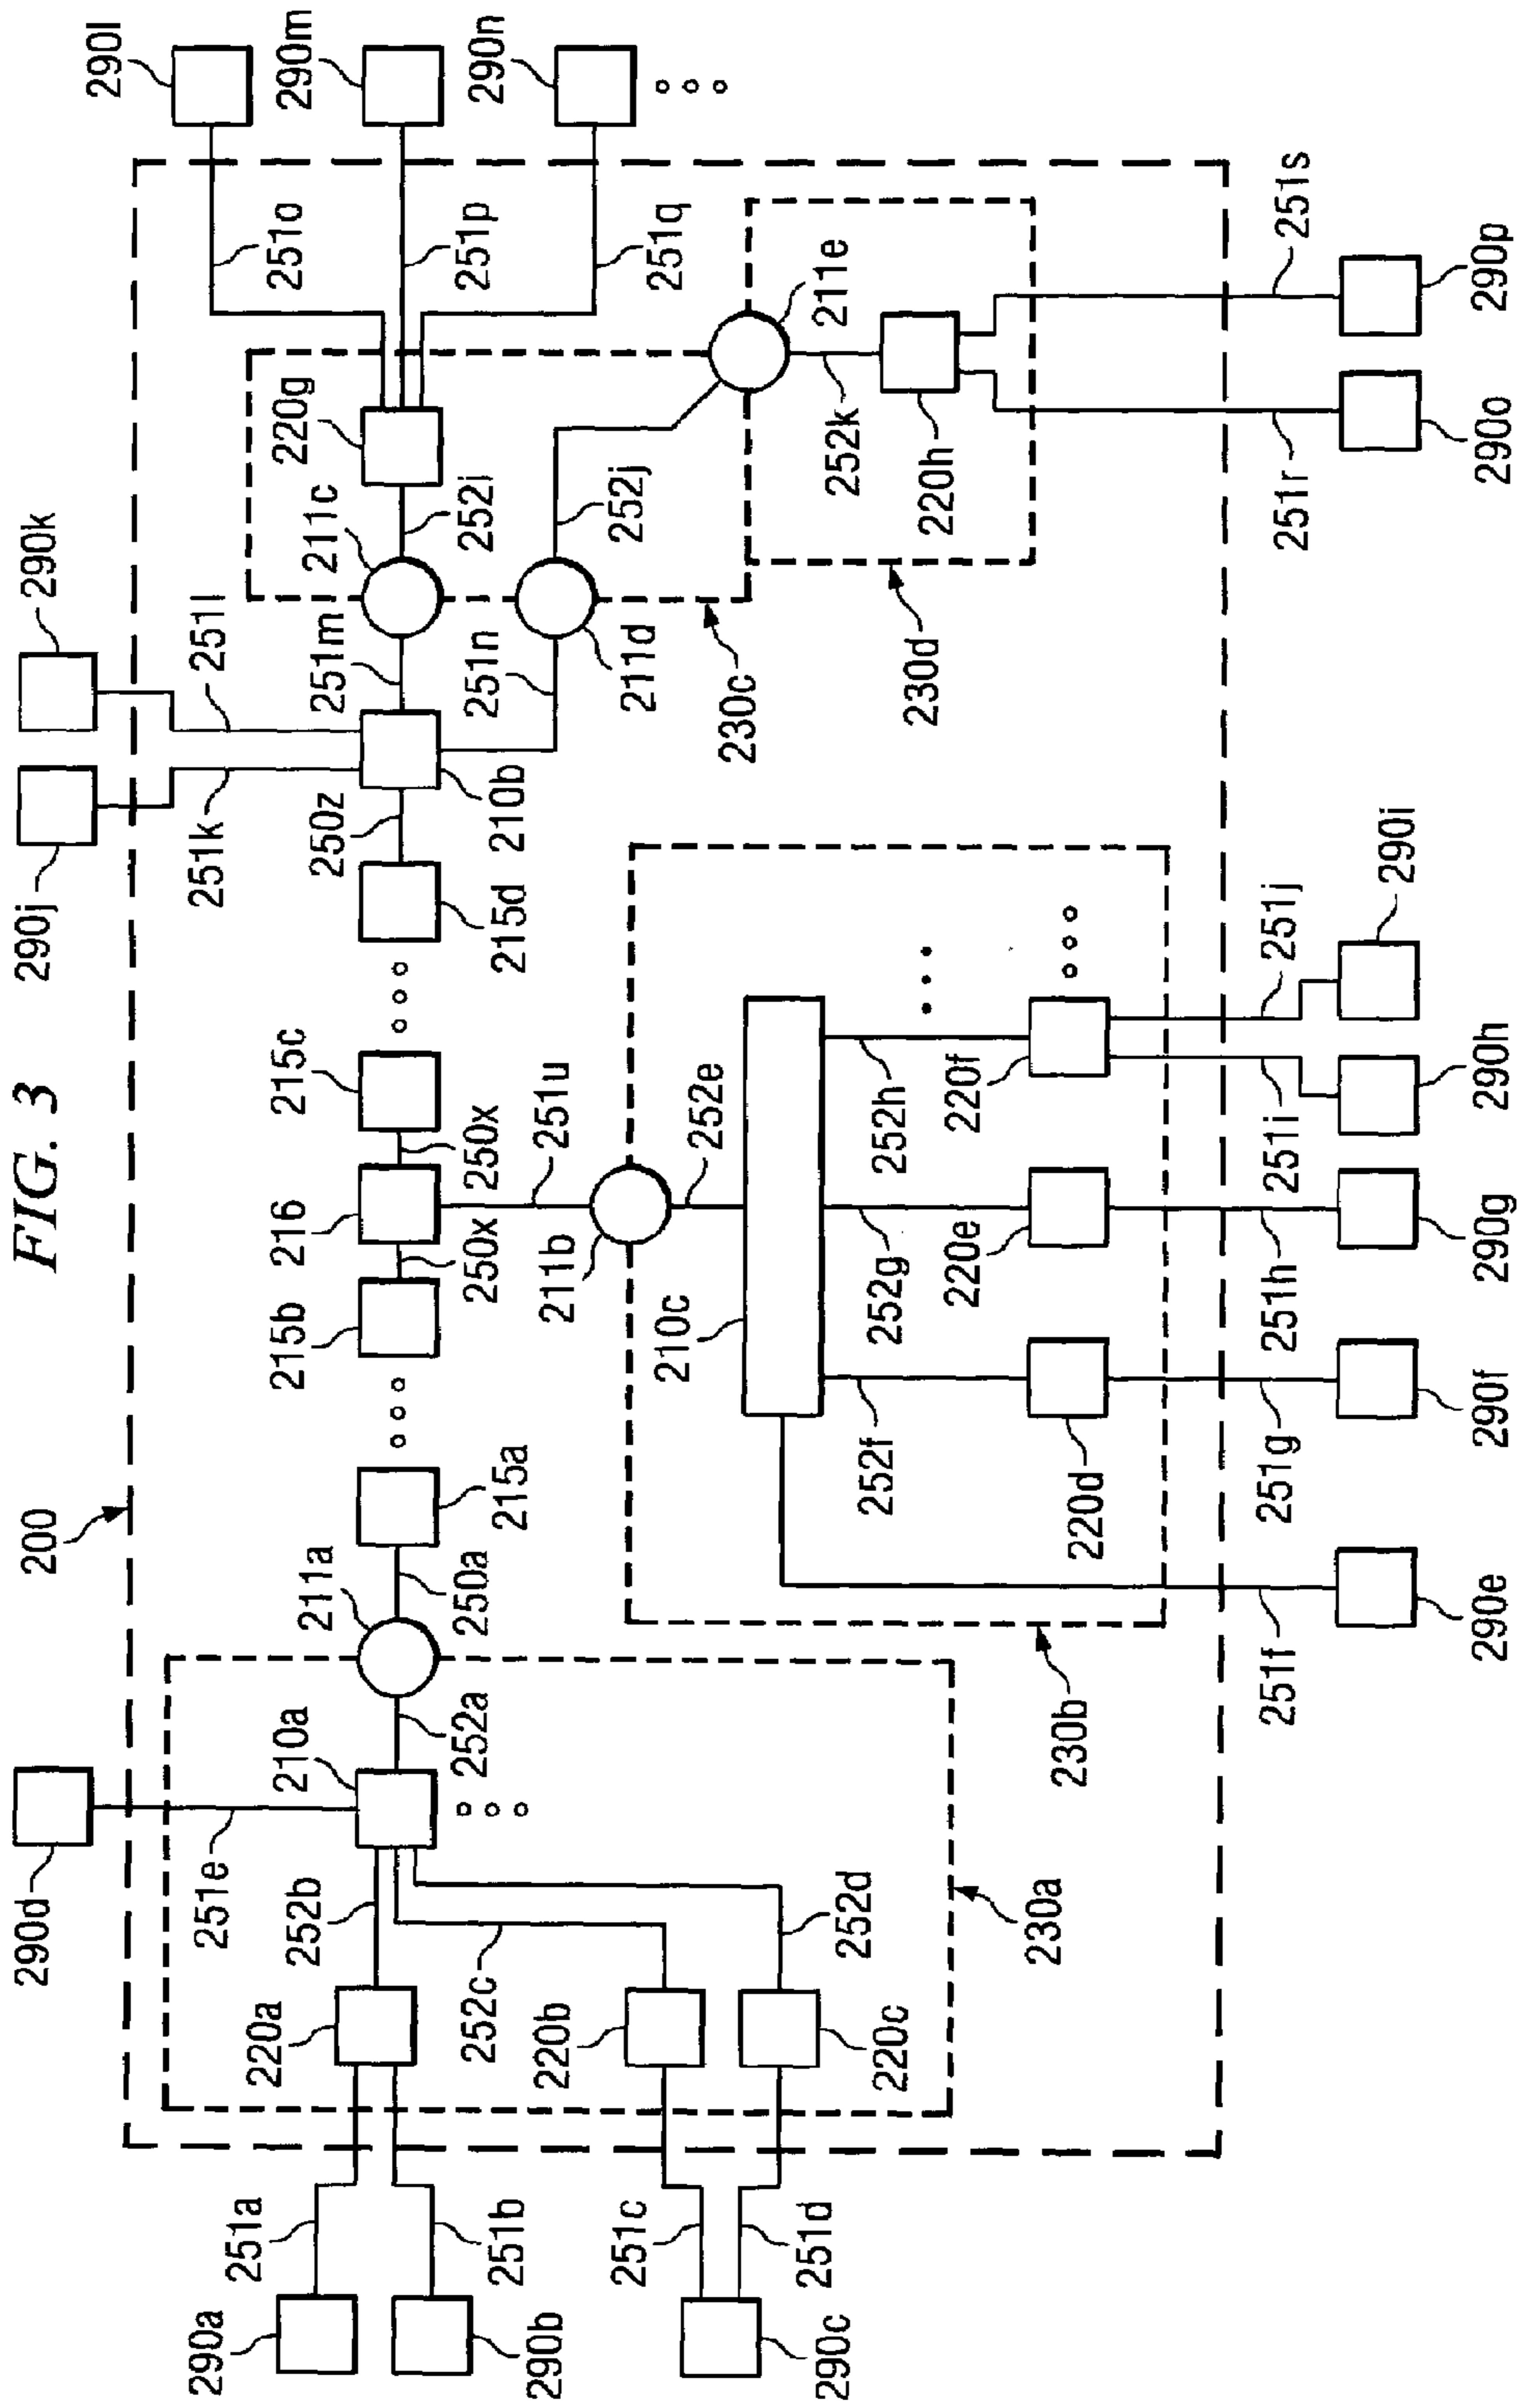 FIG. 3
200
290d
290j
290k
290l
290m
290n
251e
251k
251l
251o
251p
251q
290a
290b
290c
251a
251b
251c
251d
220a
220b
220c
252b
252c
252d
210a
252a
211a
250a
215a
230a
215b
250x
216
250x
215c
251u
211b
252e
210c
252f
252g
252h
220d
220e
220f
230b
251f
251g
251h
251i
251j
290e
290f
290g
290h
290i
215d
250z
210b
251m
251n
211c
211d
252i
252j
220g
230c
211e
252k
220h
230d
251r
251s
290o
290p